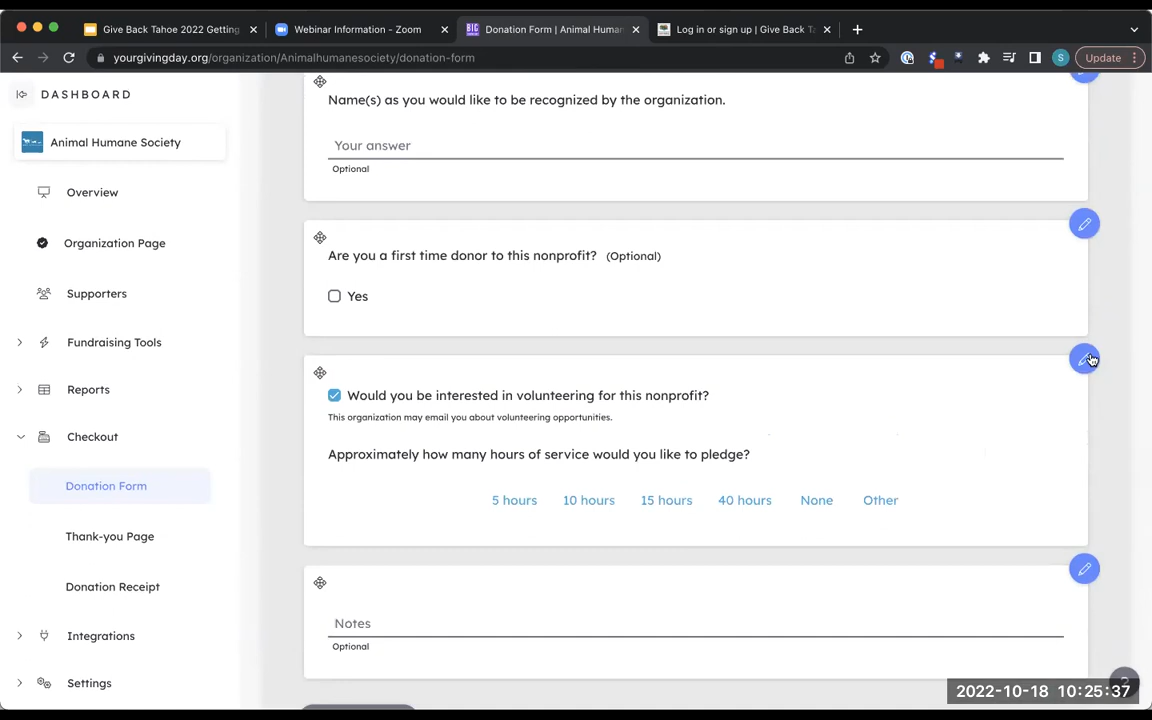 Give Back Tahoe 2022 Getting
Webinar Information - Zoom
Donation Form | Animal Humane
Log in or sign up | Give Back T
yourgivingday.org/organization/Animalhumanesociety/donation-form
S
Update
DASHBOARD
Animal Humane Society
Overview
Organization Page
Supporters
Fundraising Tools
Reports
Checkout
Donation Form
Thank-you Page
Donation Receipt
Integrations
Settings
Name(s) as you would like to be recognized by the organization.
Your answer
Optional
Are you a first time donor to this nonprofit? (Optional)
Yes
Would you be interested in volunteering for this nonprofit?
This organization may email you about volunteering opportunities.
Approximately how many hours of service would you like to pledge?
5 hours 10 hours 15 hours 40 hours None Other
Notes
Optional
2022-10-18 10:25:37